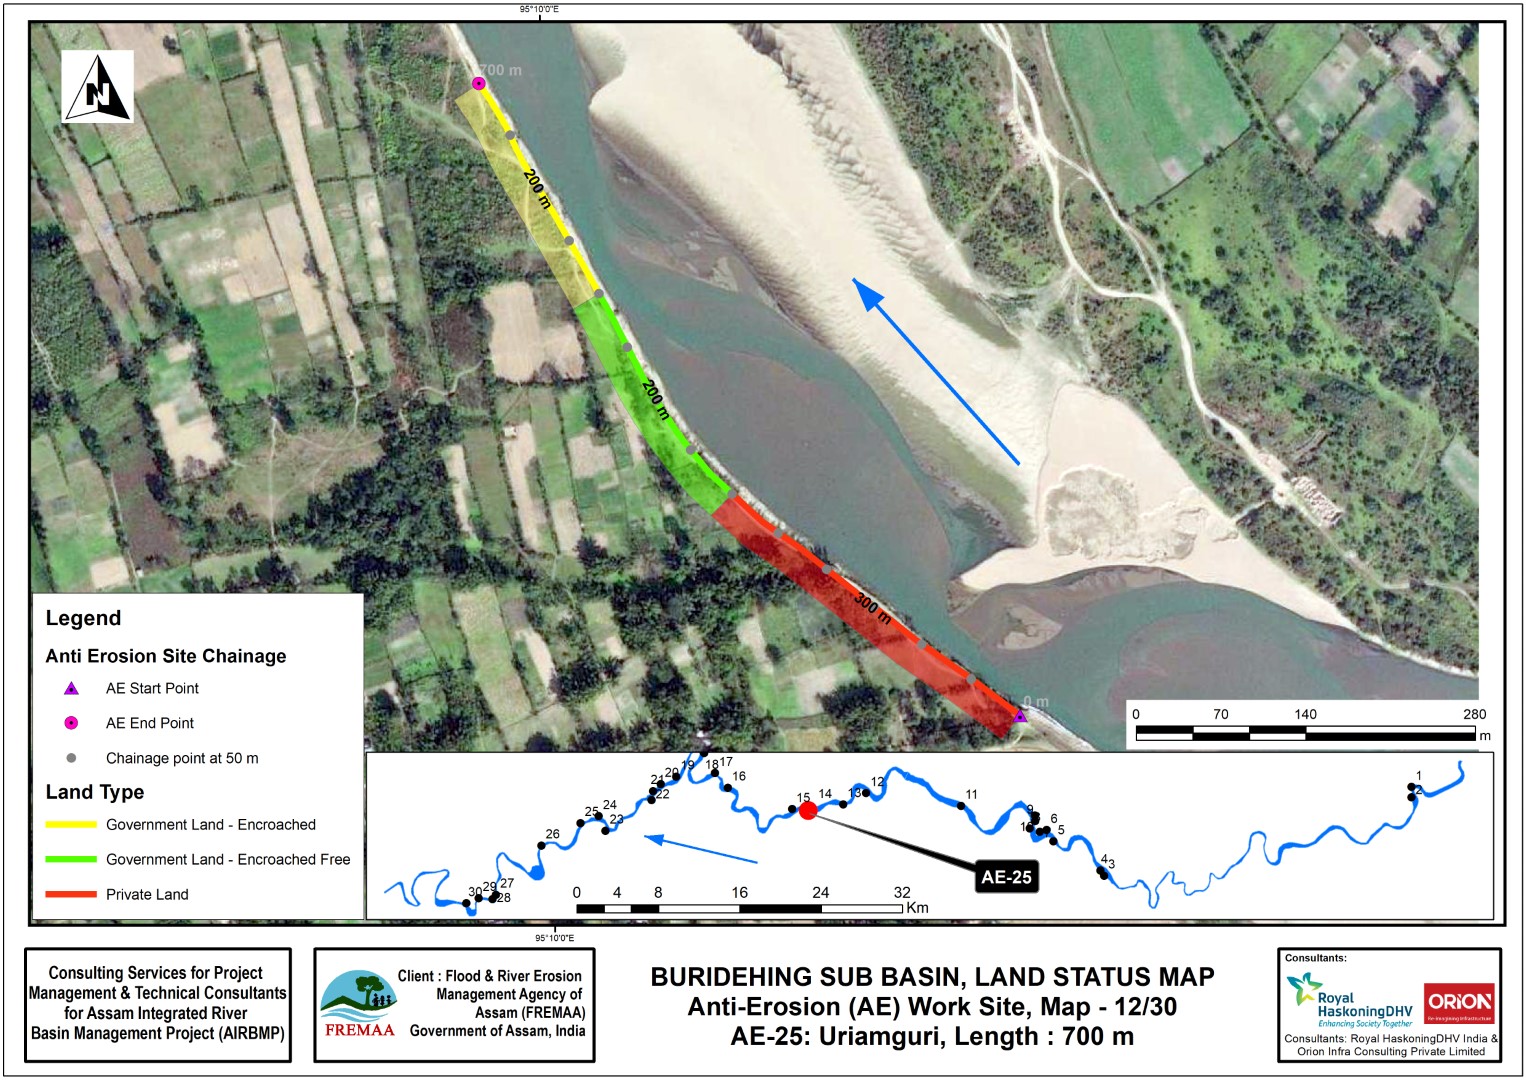 95°10'0"E
N
700 m
200 m
200 m
300 m
0 m
0 70 140 280
m
Legend
Anti Erosion Site Chainage
AE Start Point
AE End Point
Chainage point at 50 m
Land Type
Government Land - Encroached
Government Land - Encroached Free
Private Land
1
2
3
4
5
6
9
11
12
13
14
15
16
17
18
19
20
21
22
23
24
25
26
27
28
29
30
AE-25
0 4 8 16 24 32
Km
95°10'0"E
Consulting Services for Project
Management & Technical Consultants
for Assam Integrated River
Basin Management Project (AIRBMP)
FREMAA
Client : Flood & River Erosion
Management Agency of
Assam (FREMAA)
Government of Assam, India
BURIDEHING SUB BASIN, LAND STATUS MAP
Anti-Erosion (AE) Work Site, Map - 12/30
AE-25: Uriamguri, Length : 700 m
Consultants:
Royal
HaskoningDHV
Enhancing Society Together
ORION
Re-imagining infrastructure
Consultants: Royal HaskoningDHV India &
Orion Infra Consulting Private Limited